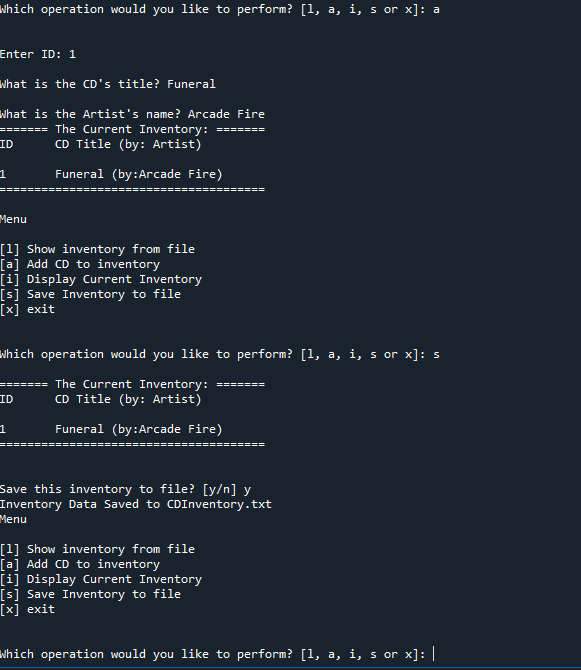 Which operation would you like to perform? [l, a, i, s or x]: a
Enter ID: 1
What is the CD's title? Funeral
What is the Artist's name? Arcade Fire
======= The Current Inventory: =======
ID      CD Title (by: Artist)
1       Funeral (by:Arcade Fire)
======================================
Menu
[l] Show inventory from file
[a] Add CD to inventory
[i] Display Current Inventory
[s] Save Inventory to file
[x] exit
Which operation would you like to perform? [l, a, i, s or x]: s
======= The Current Inventory: =======
ID      CD Title (by: Artist)
1       Funeral (by:Arcade Fire)
======================================
Save this inventory to file? [y/n] y
Inventory Data Saved to CDInventory.txt
Menu
[l] Show inventory from file
[a] Add CD to inventory
[i] Display Current Inventory
[s] Save Inventory to file
[x] exit
Which operation would you like to perform? [l, a, i, s or x]: